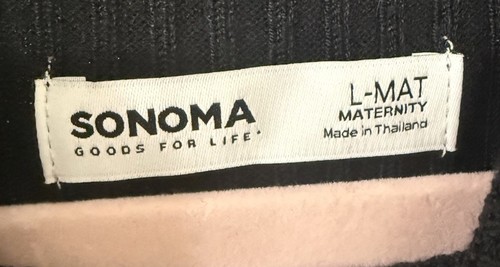 SONOMA
GOODS FOR LIFE.
L-MAT
MATERNITY
Made in Thailand